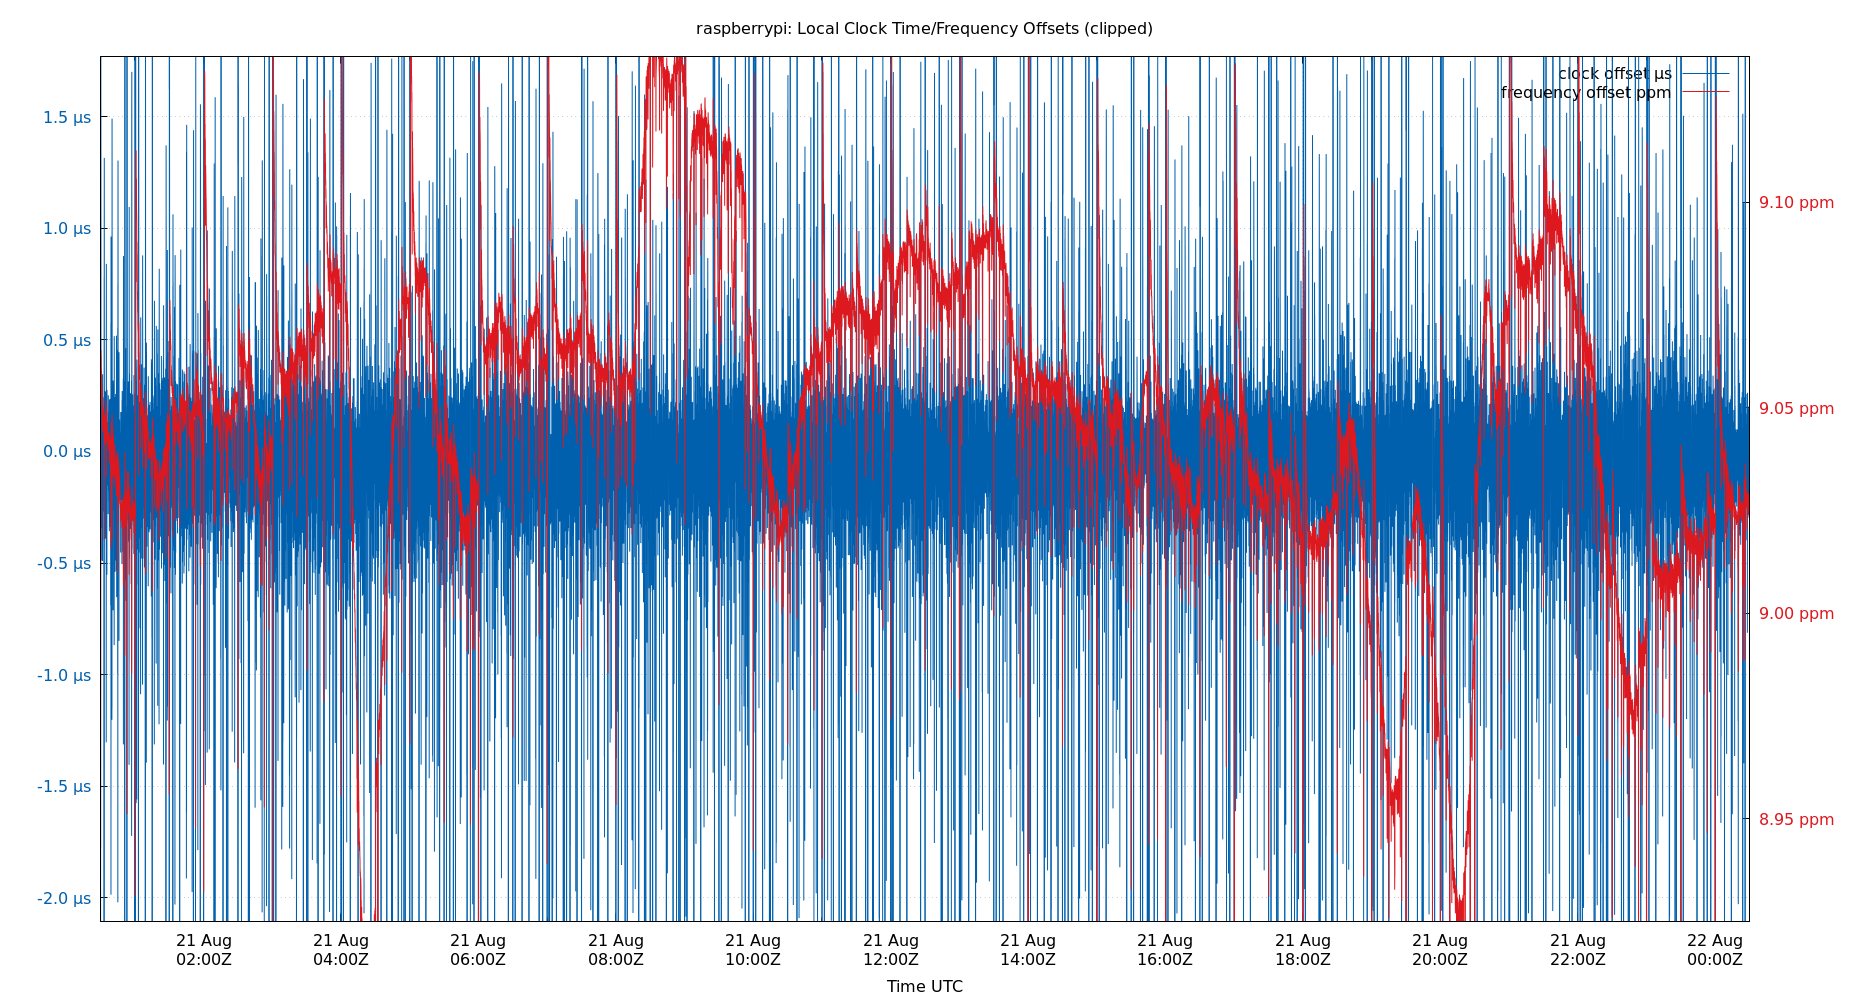 raspberrypi: Local Clock Time/Frequency Offsets (clipped)
clock offset µs
frequency offset ppm
1.5 µs
1.0 µs
0.5 µs
0.0 µs
-0.5 µs
-1.0 µs
-1.5 µs
-2.0 µs
9.10 ppm
9.05 ppm
9.00 ppm
8.95 ppm
21 Aug 21 Aug 21 Aug 21 Aug 21 Aug 21 Aug 21 Aug 21 Aug 21 Aug 21 Aug 21 Aug 22 Aug
02:00Z 04:00Z 06:00Z 08:00Z 10:00Z 12:00Z 14:00Z 16:00Z 18:00Z 20:00Z 22:00Z 00:00Z
Time UTC